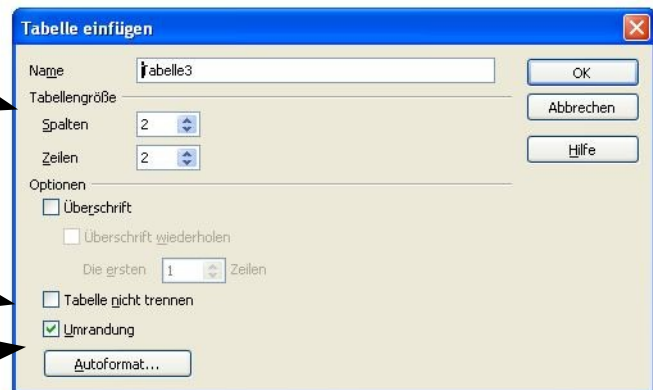 Tabelle einfügen
Name Tabelle3
OK
Tabellengröße
Abbrechen
Spalten 2
Zeilen 2
Hilfe
Optionen
Überschrift
Überschrift wiederholen
Die ersten 1 Zeilen
Tabelle nicht trennen
Umrandung
Autoformat...